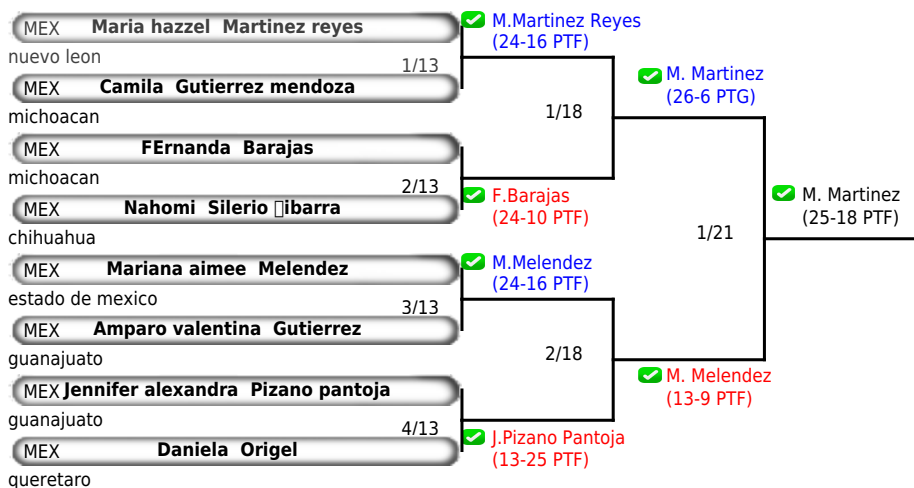 MEX Maria hazzel Martinez reyes
nuevo leon
1/13
MEX Camila Gutierrez mendoza
michoacan
MEX FErnanda Barajas
michoacan
2/13
MEX Nahomi Silerio ▯ibarra
chihuahua
MEX Mariana aimee Melendez
estado de mexico
3/13
MEX Amparo valentina Gutierrez
guanajuato
MEX Jennifer alexandra Pizano pantoja
guanajuato
4/13
MEX Daniela Origel
queretaro
M.Martinez Reyes
(24-16 PTF)
1/18
F.Barajas
(24-10 PTF)
M.Melendez
(24-16 PTF)
2/18
J.Pizano Pantoja
(13-25 PTF)
M. Martinez
(26-6 PTG)
1/21
M. Melendez
(13-9 PTF)
M. Martinez
(25-18 PTF)